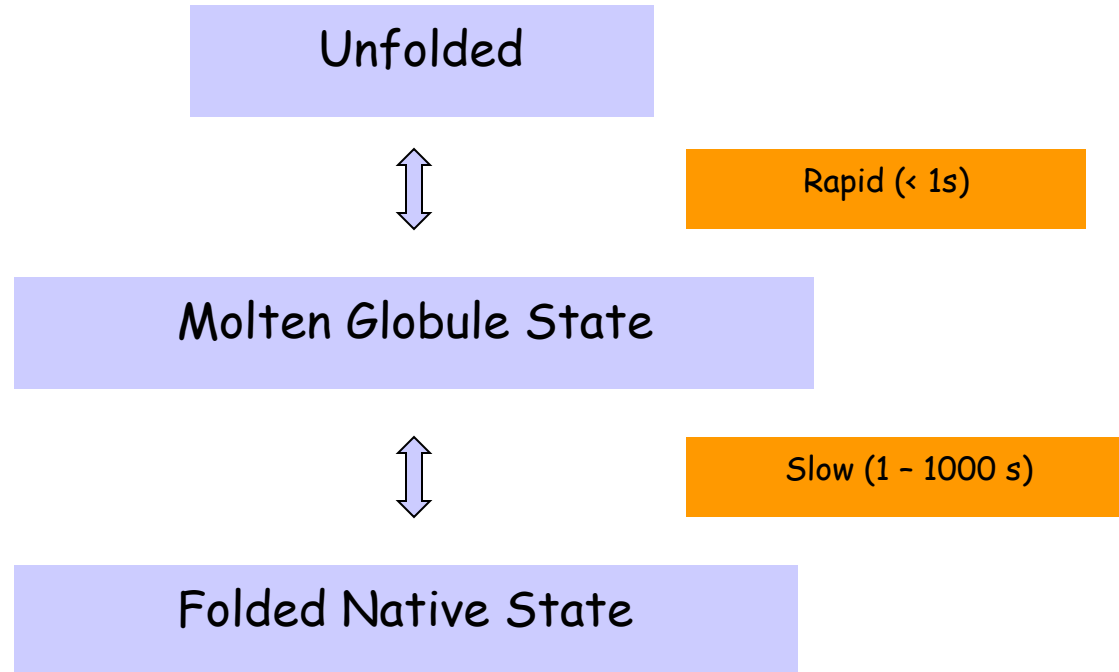 Unfolded
Rapid (< 1s)
Molten Globule State
Slow (1 – 1000 s)
Folded Native State